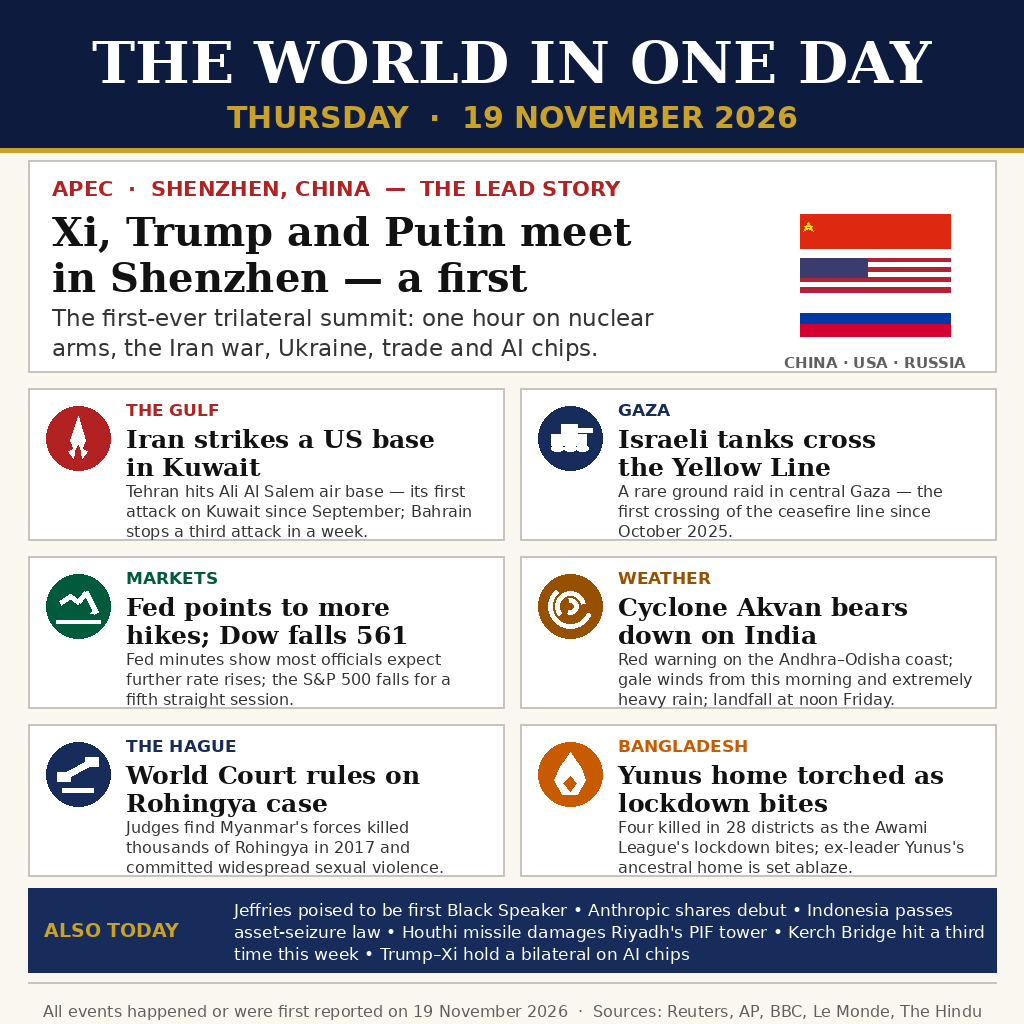 THE WORLD IN ONE DAY
THURSDAY · 19 NOVEMBER 2026
APEC · SHENZHEN, CHINA — THE LEAD STORY
Xi, Trump and Putin meet
in Shenzhen — a first
The first-ever trilateral summit: one hour on nuclear
arms, the Iran war, Ukraine, trade and AI chips.
CHINA · USA · RUSSIA
THE GULF
Iran strikes a US base
in Kuwait
Tehran hits Ali Al Salem air base — its first
attack on Kuwait since September; Bahrain
stops a third attack in a week.
GAZA
Israeli tanks cross
the Yellow Line
A rare ground raid in central Gaza — the
first crossing of the ceasefire line since
October 2025.
MARKETS
Fed points to more
hikes; Dow falls 561
Fed minutes show most officials expect
further rate rises; the S&P 500 falls for a
fifth straight session.
WEATHER
Cyclone Akvan bears
down on India
Red warning on the Andhra–Odisha coast;
gale winds from this morning and extremely
heavy rain; landfall at noon Friday.
THE HAGUE
World Court rules on
Rohingya case
Judges find Myanmar's forces killed
thousands of Rohingya in 2017 and
committed widespread sexual violence.
BANGLADESH
Yunus home torched as
lockdown bites
Four killed in 28 districts as the Awami
League's lockdown bites; ex-leader Yunus's
ancestral home is set ablaze.
ALSO TODAY
Jeffries poised to be first Black Speaker • Anthropic shares debut • Indonesia passes
asset-seizure law • Houthi missile damages Riyadh's PIF tower • Kerch Bridge hit a third
time this week • Trump–Xi hold a bilateral on AI chips
All events happened or were first reported on 19 November 2026 · Sources: Reuters, AP, BBC, Le Monde, The Hindu